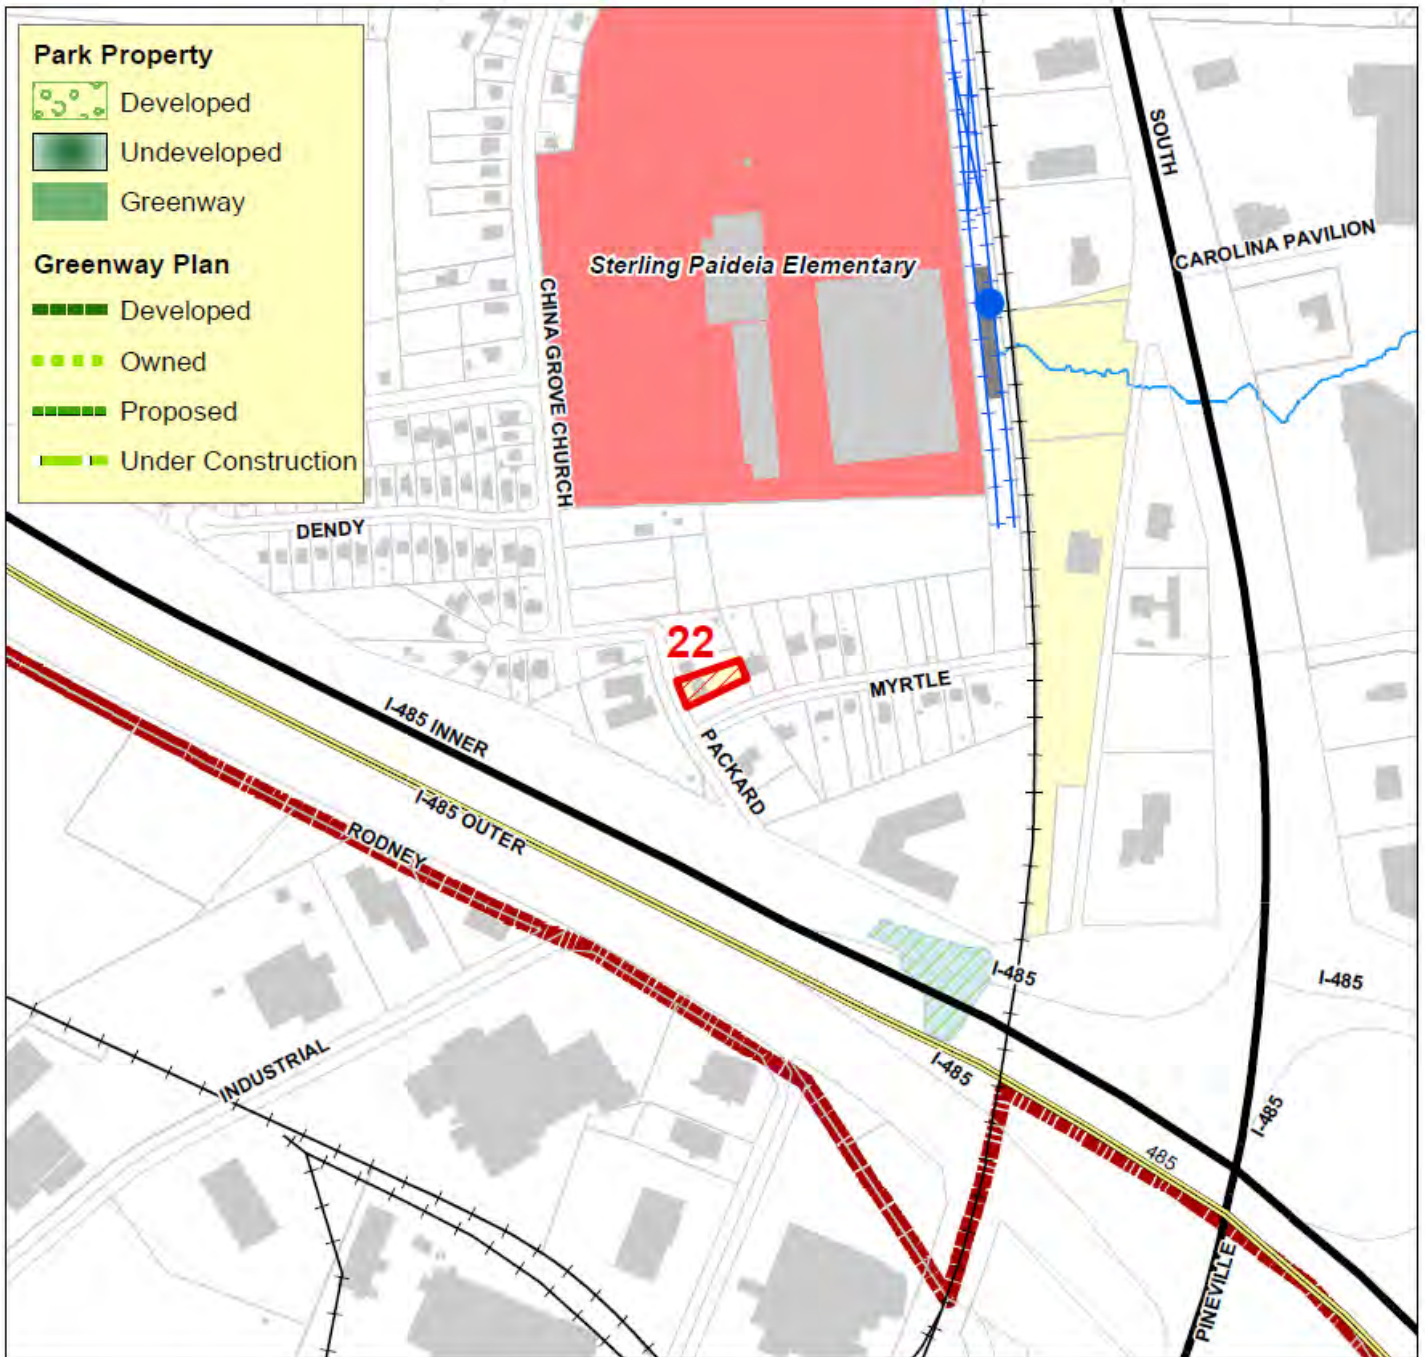 Park Property
Developed
Undeveloped
Greenway
Greenway Plan
Developed
Owned
Proposed
Under Construction
SOUTH
CAROLINA PAVILION
Sterling Paideia Elementary
CHINA GROVE CHURCH
DENDY
22
MYRTLE
PACKARD
I-485 INNER
I-485 OUTER
RODNEY
I-485
I-485
INDUSTRIAL
I-485
I-485
485
PINEVILLE